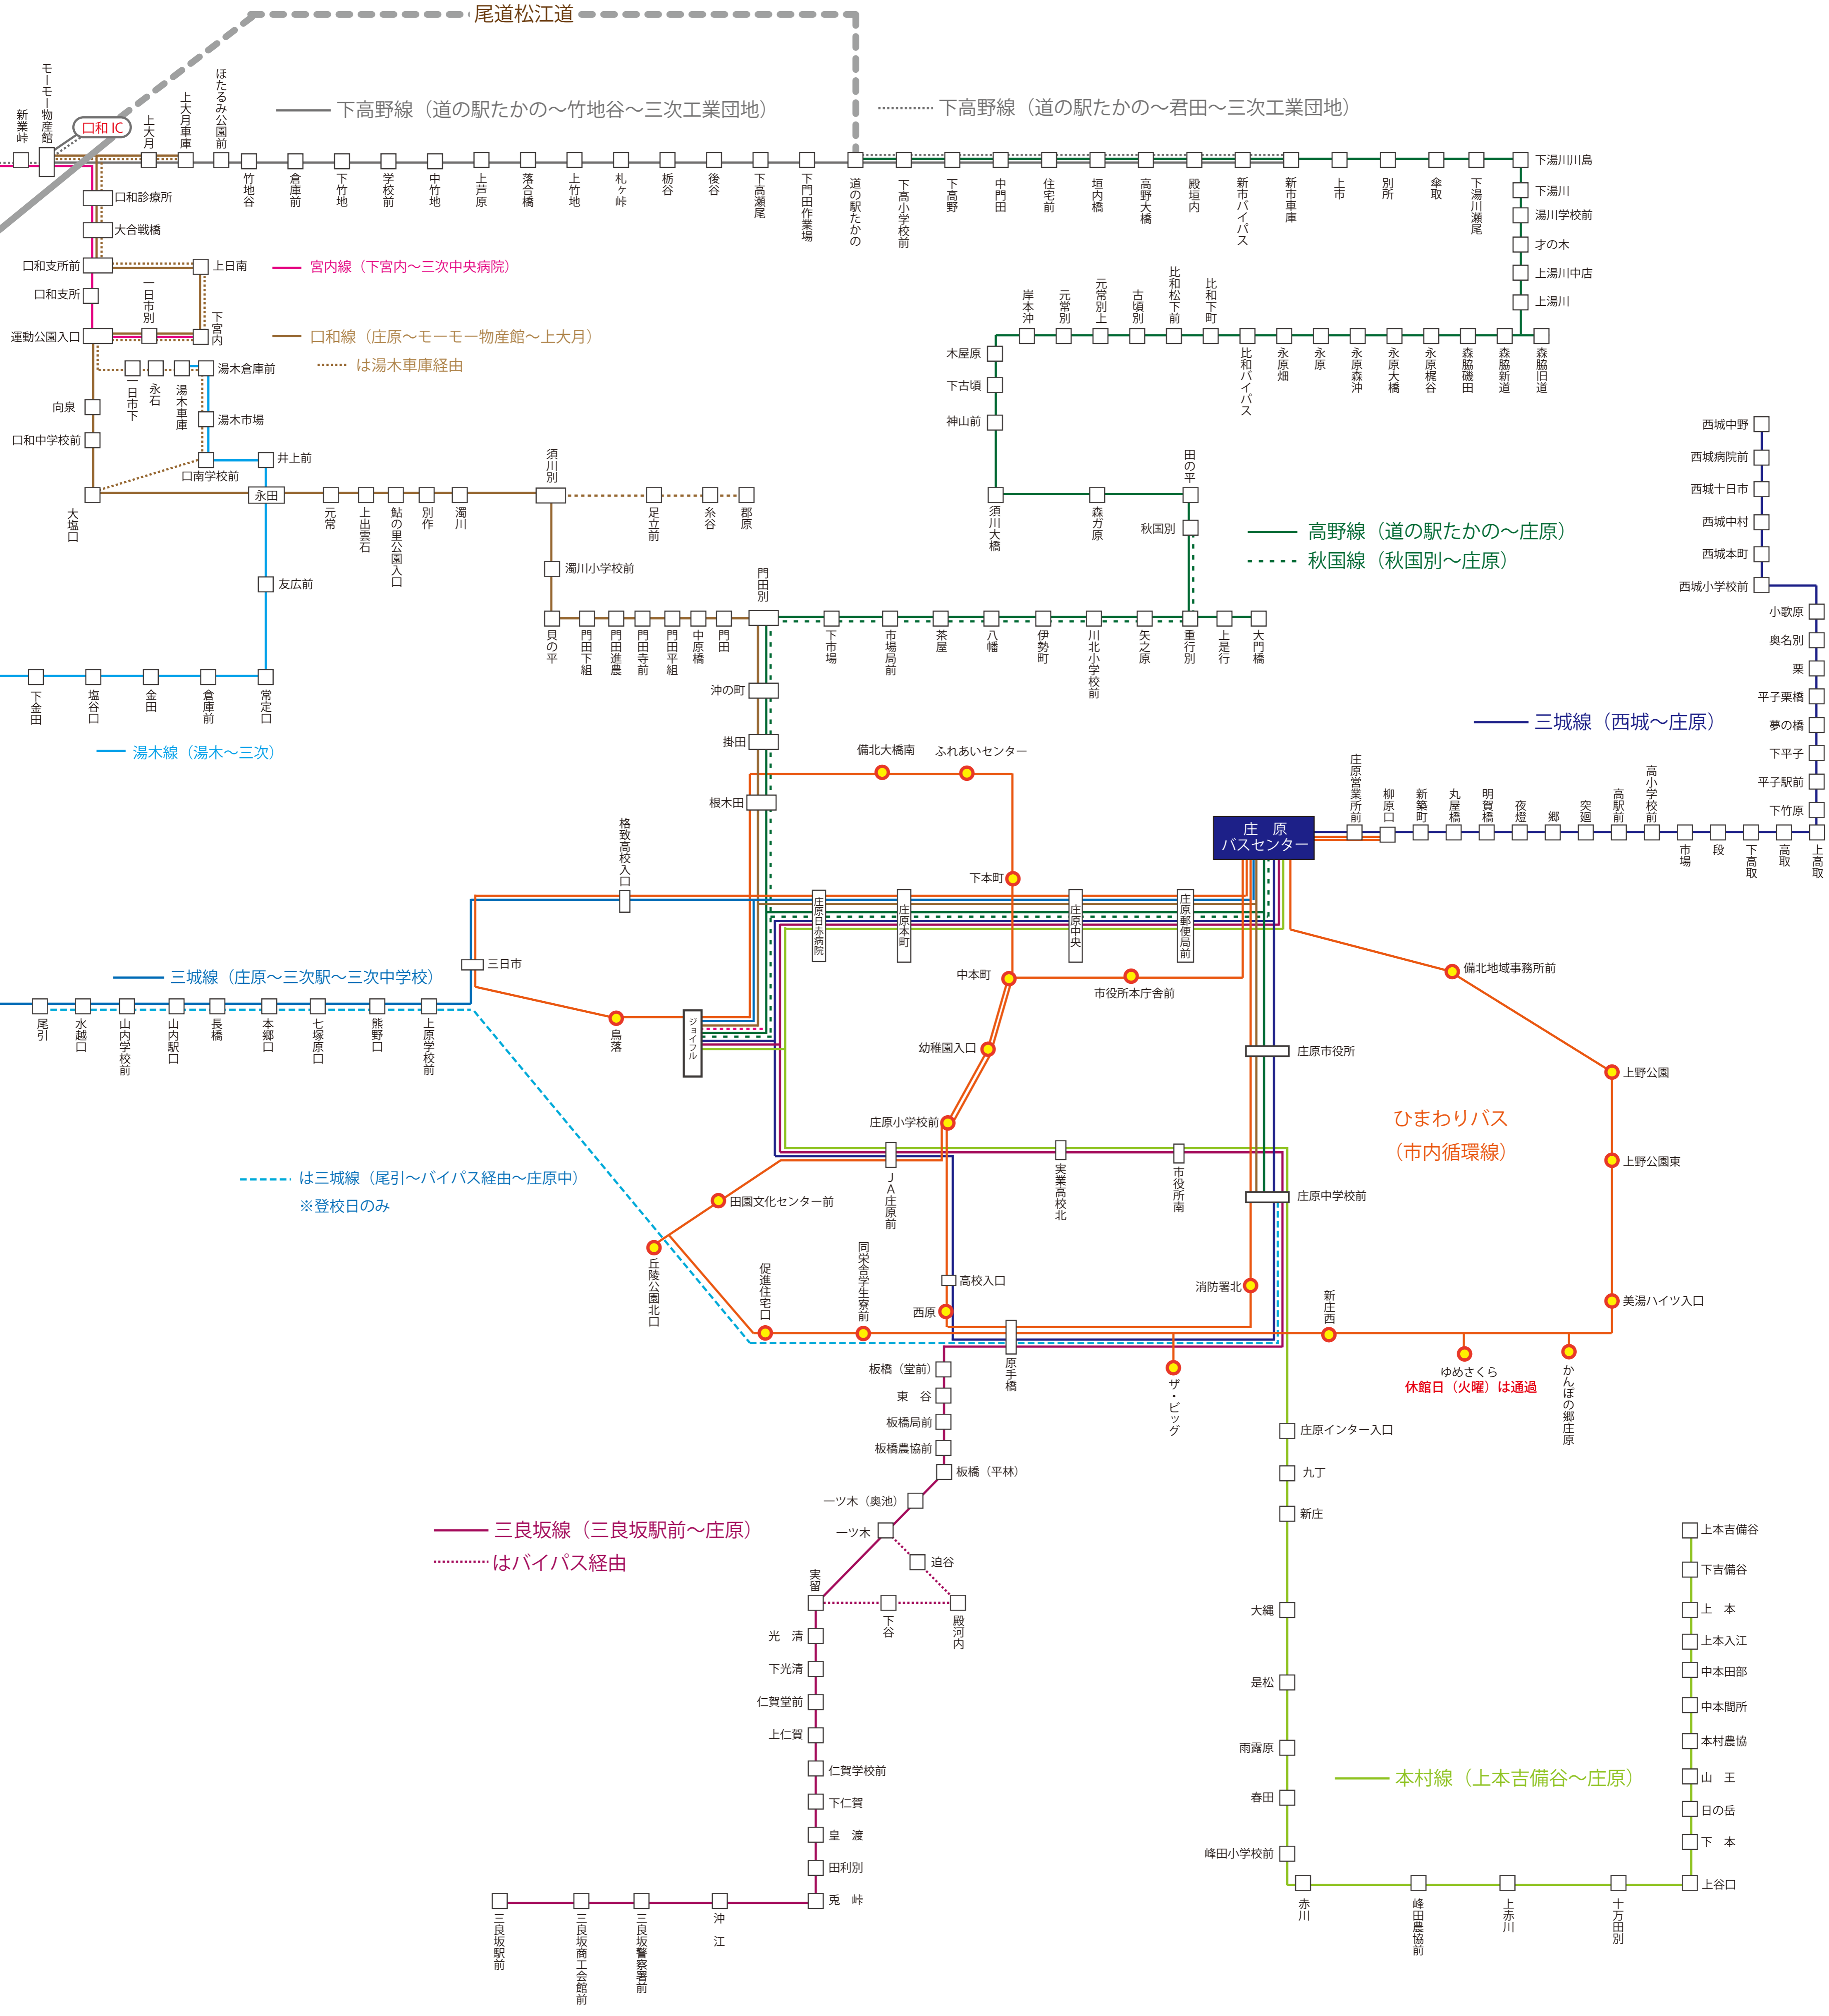 尾道松江道
下高野線（道の駅たかの～竹地谷～三次工業団地）
下高野線（道の駅たかの～君田～三次工業団地）
新業峠
モーモー物産館
口和 IC
上大月
上大月車庫
ほたるみ公園前
竹地谷
倉庫前
下竹地
学校前
中竹地
上芦原
落合橋
上竹地
札ヶ峠
栃谷
後谷
下高瀬尾
下門田作業場
道の駅たかの
下高小学校前
下高野
中門田
住宅前
垣内橋
高野大橋
殿垣内
新市バイパス
新市車庫
上市
別所
傘取
下湯川瀬尾
下湯川川島
下湯川
湯川学校前
才の木
上湯川中店
上湯川
口和診療所
大合戦橋
口和支所前
上日南
口和支所
一日市別
下宮内
運動公園入口
宮内線（下宮内～三次中央病院）
口和線（庄原～モーモー物産館～上大月）
は湯木車庫経由
一日市下
永石
湯木車庫
湯木倉庫前
湯木市場
向泉
口和中学校前
口南学校前
井上前
大塩口
永田
元常
上出雲石
鮎の里公園入口
別作
濁川
須川別
足立前
糸谷
郡原
友広前
濁川小学校前
下金田
塩谷口
金田
倉庫前
常定口
湯木線（湯木～三次）
岸本沖
元常別
元常別上
古頃別
比和松下前
比和下町
比和バイパス
永原畑
永原
永原森沖
永原大橋
永原梶谷
森脇磯田
森脇新道
森脇旧道
木屋原
下古頃
神山前
須川大橋
森ガ原
田の平
秋国別
高野線（道の駅たかの～庄原）
秋国線（秋国別～庄原）
貝の平
門田下組
門田進農
門田寺前
門田平組
中原橋
門田
門田別
下市場
市場局前
茶屋
八幡
伊勢町
川北小学校前
矢之原
重行別
上是行
大門橋
沖の町
掛田
根木田
西城中野
西城病院前
西城十日市
西城中村
西城本町
西城小学校前
小歌原
奥名別
栗
平子栗橋
夢の橋
下平子
平子駅前
下竹原
三城線（西城～庄原）
庄原営業所前
柳原口
新築町
丸屋橋
明賀橋
夜燈
郷
突廻
高駅前
高小学校前
市場
段
下高取
高取
上高取
庄　原
バスセンター
備北大橋南
ふれあいセンター
下本町
格致高校入口
庄原日赤病院
庄原本町
庄原中央
庄原郵便局前
三日市
中本町
市役所本庁舎前
備北地域事務所前
三城線（庄原～三次駅～三次中学校）
尾引
水越口
山内学校前
山内駅口
長橋
本郷口
七塚原口
熊野口
上原学校前
鳥落
ジョイフル
幼稚園入口
庄原市役所
上野公園
庄原小学校前
ひまわりバス
（市内循環線）
上野公園東
は三城線（尾引～バイパス経由～庄原中）
※登校日のみ
田園文化センター前
JA庄原前
実業高校北
市役所南
庄原中学校前
丘陵公園北口
促進住宅口
同栄舎学生寮前
高校入口
西原
消防署北
新庄西
美湯ハイツ入口
原手橋
ザ・ビッグ
ゆめさくら
休館日（火曜）は通過
かんぽの郷庄原
板橋（堂前）
東　谷
板橋局前
板橋農協前
板橋（平林）
一ツ木（奥池）
一ツ木
迫谷
実留
下谷
殿河内
三良坂線（三良坂駅前～庄原）
はバイパス経由
光　清
下光清
仁賀堂前
上仁賀
仁賀学校前
下仁賀
皇　渡
田利別
兎　峠
三良坂駅前
三良坂商工会館前
三良坂警察署前
沖　江
庄原インター入口
九丁
新庄
大縄
是松
雨露原
春田
峰田小学校前
本村線（上本吉備谷～庄原）
上本吉備谷
下吉備谷
上　本
上本入江
中本田部
中本間所
本村農協
山　王
日の岳
下　本
上谷口
赤川
峰田農協前
上赤川
十万田別